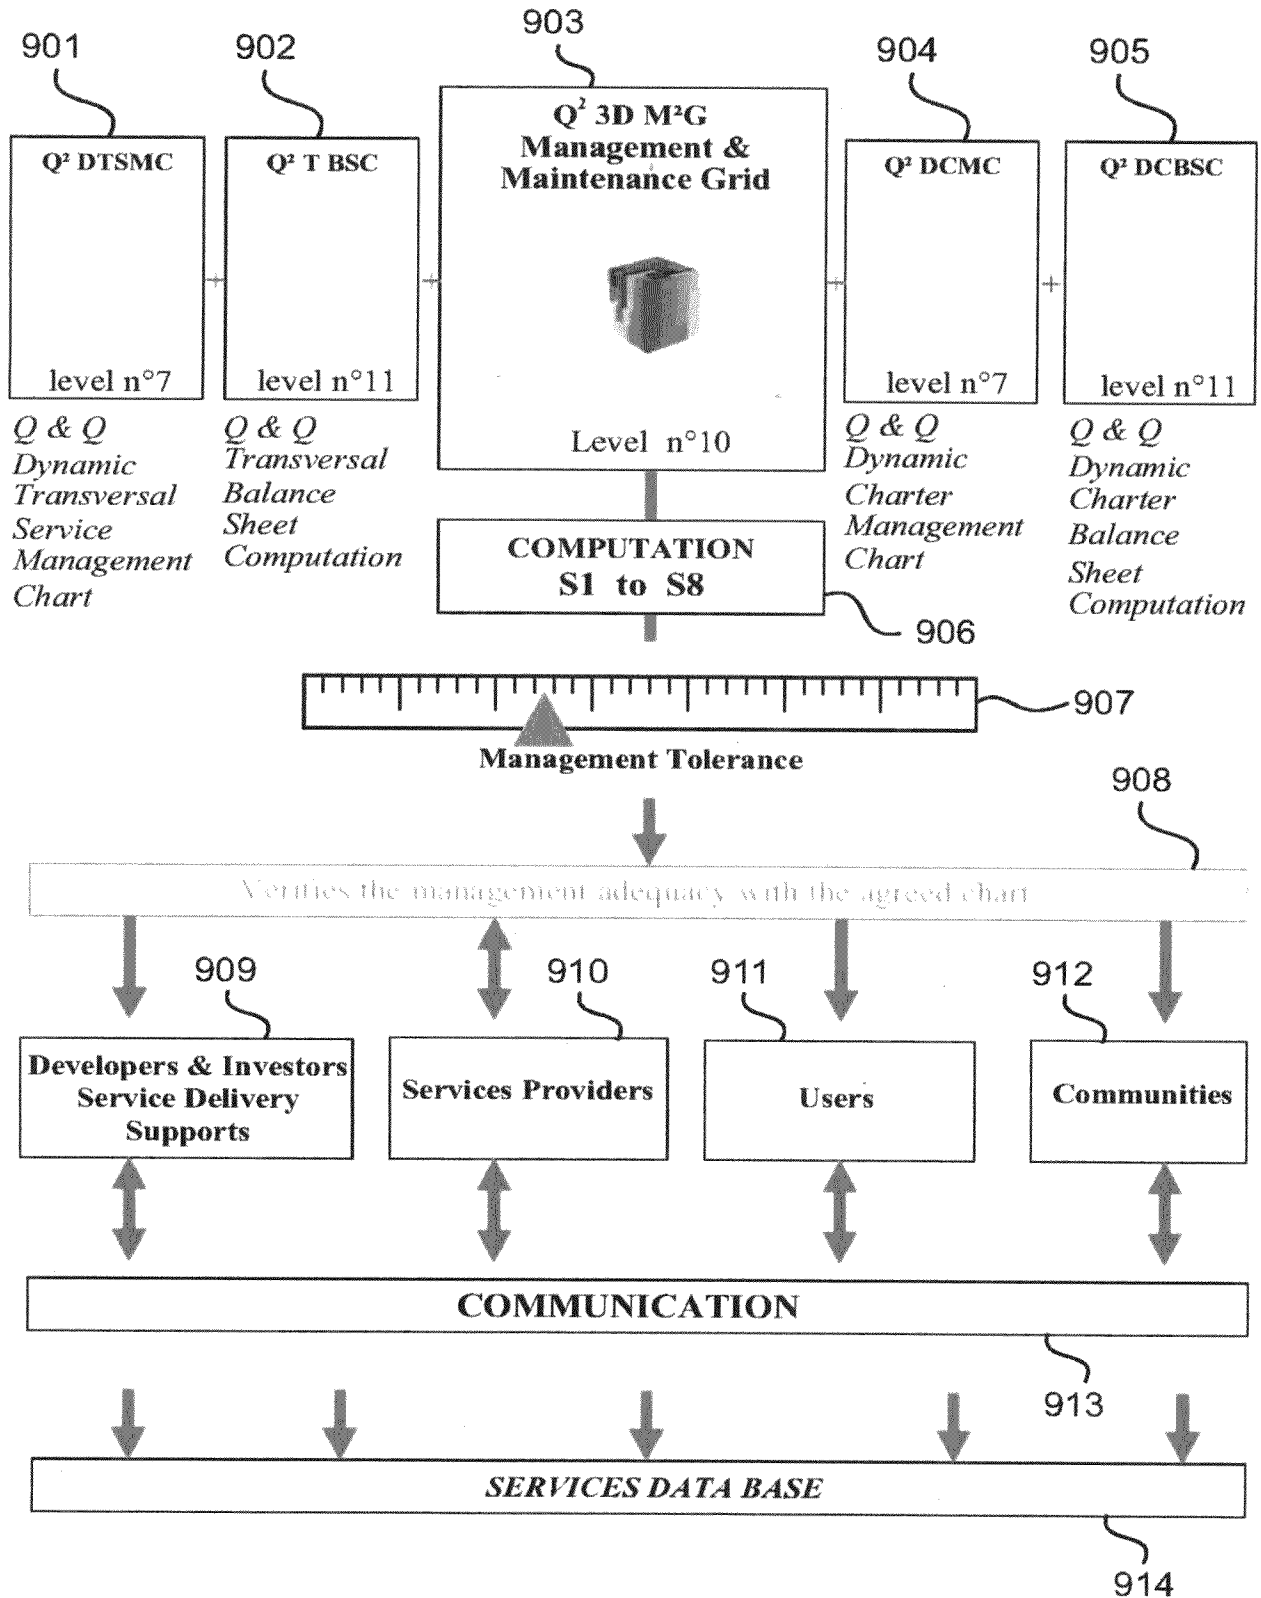 901
902
903
904
905
Q² DTSMC
level n°7
Q & Q
Dynamic
Transversal
Service
Management
Chart
Q² T BSC
level n°11
Q & Q
Transversal
Balance
Sheet
Computation
Q² 3D M²G
Management &
Maintenance Grid
Level n°10
Q² DCMC
level n°7
Q & Q
Dynamic
Charter
Management
Chart
Q² DCBSC
level n°11
Q & Q
Dynamic
Charter
Balance
Sheet
Computation
COMPUTATION
S1 to S8
906
907
Management Tolerance
908
Verifies the management adequacy with the agreed chart
909
910
911
912
Developers & Investors
Service Delivery
Supports
Services Providers
Users
Communities
COMMUNICATION
913
SERVICES DATA BASE
914